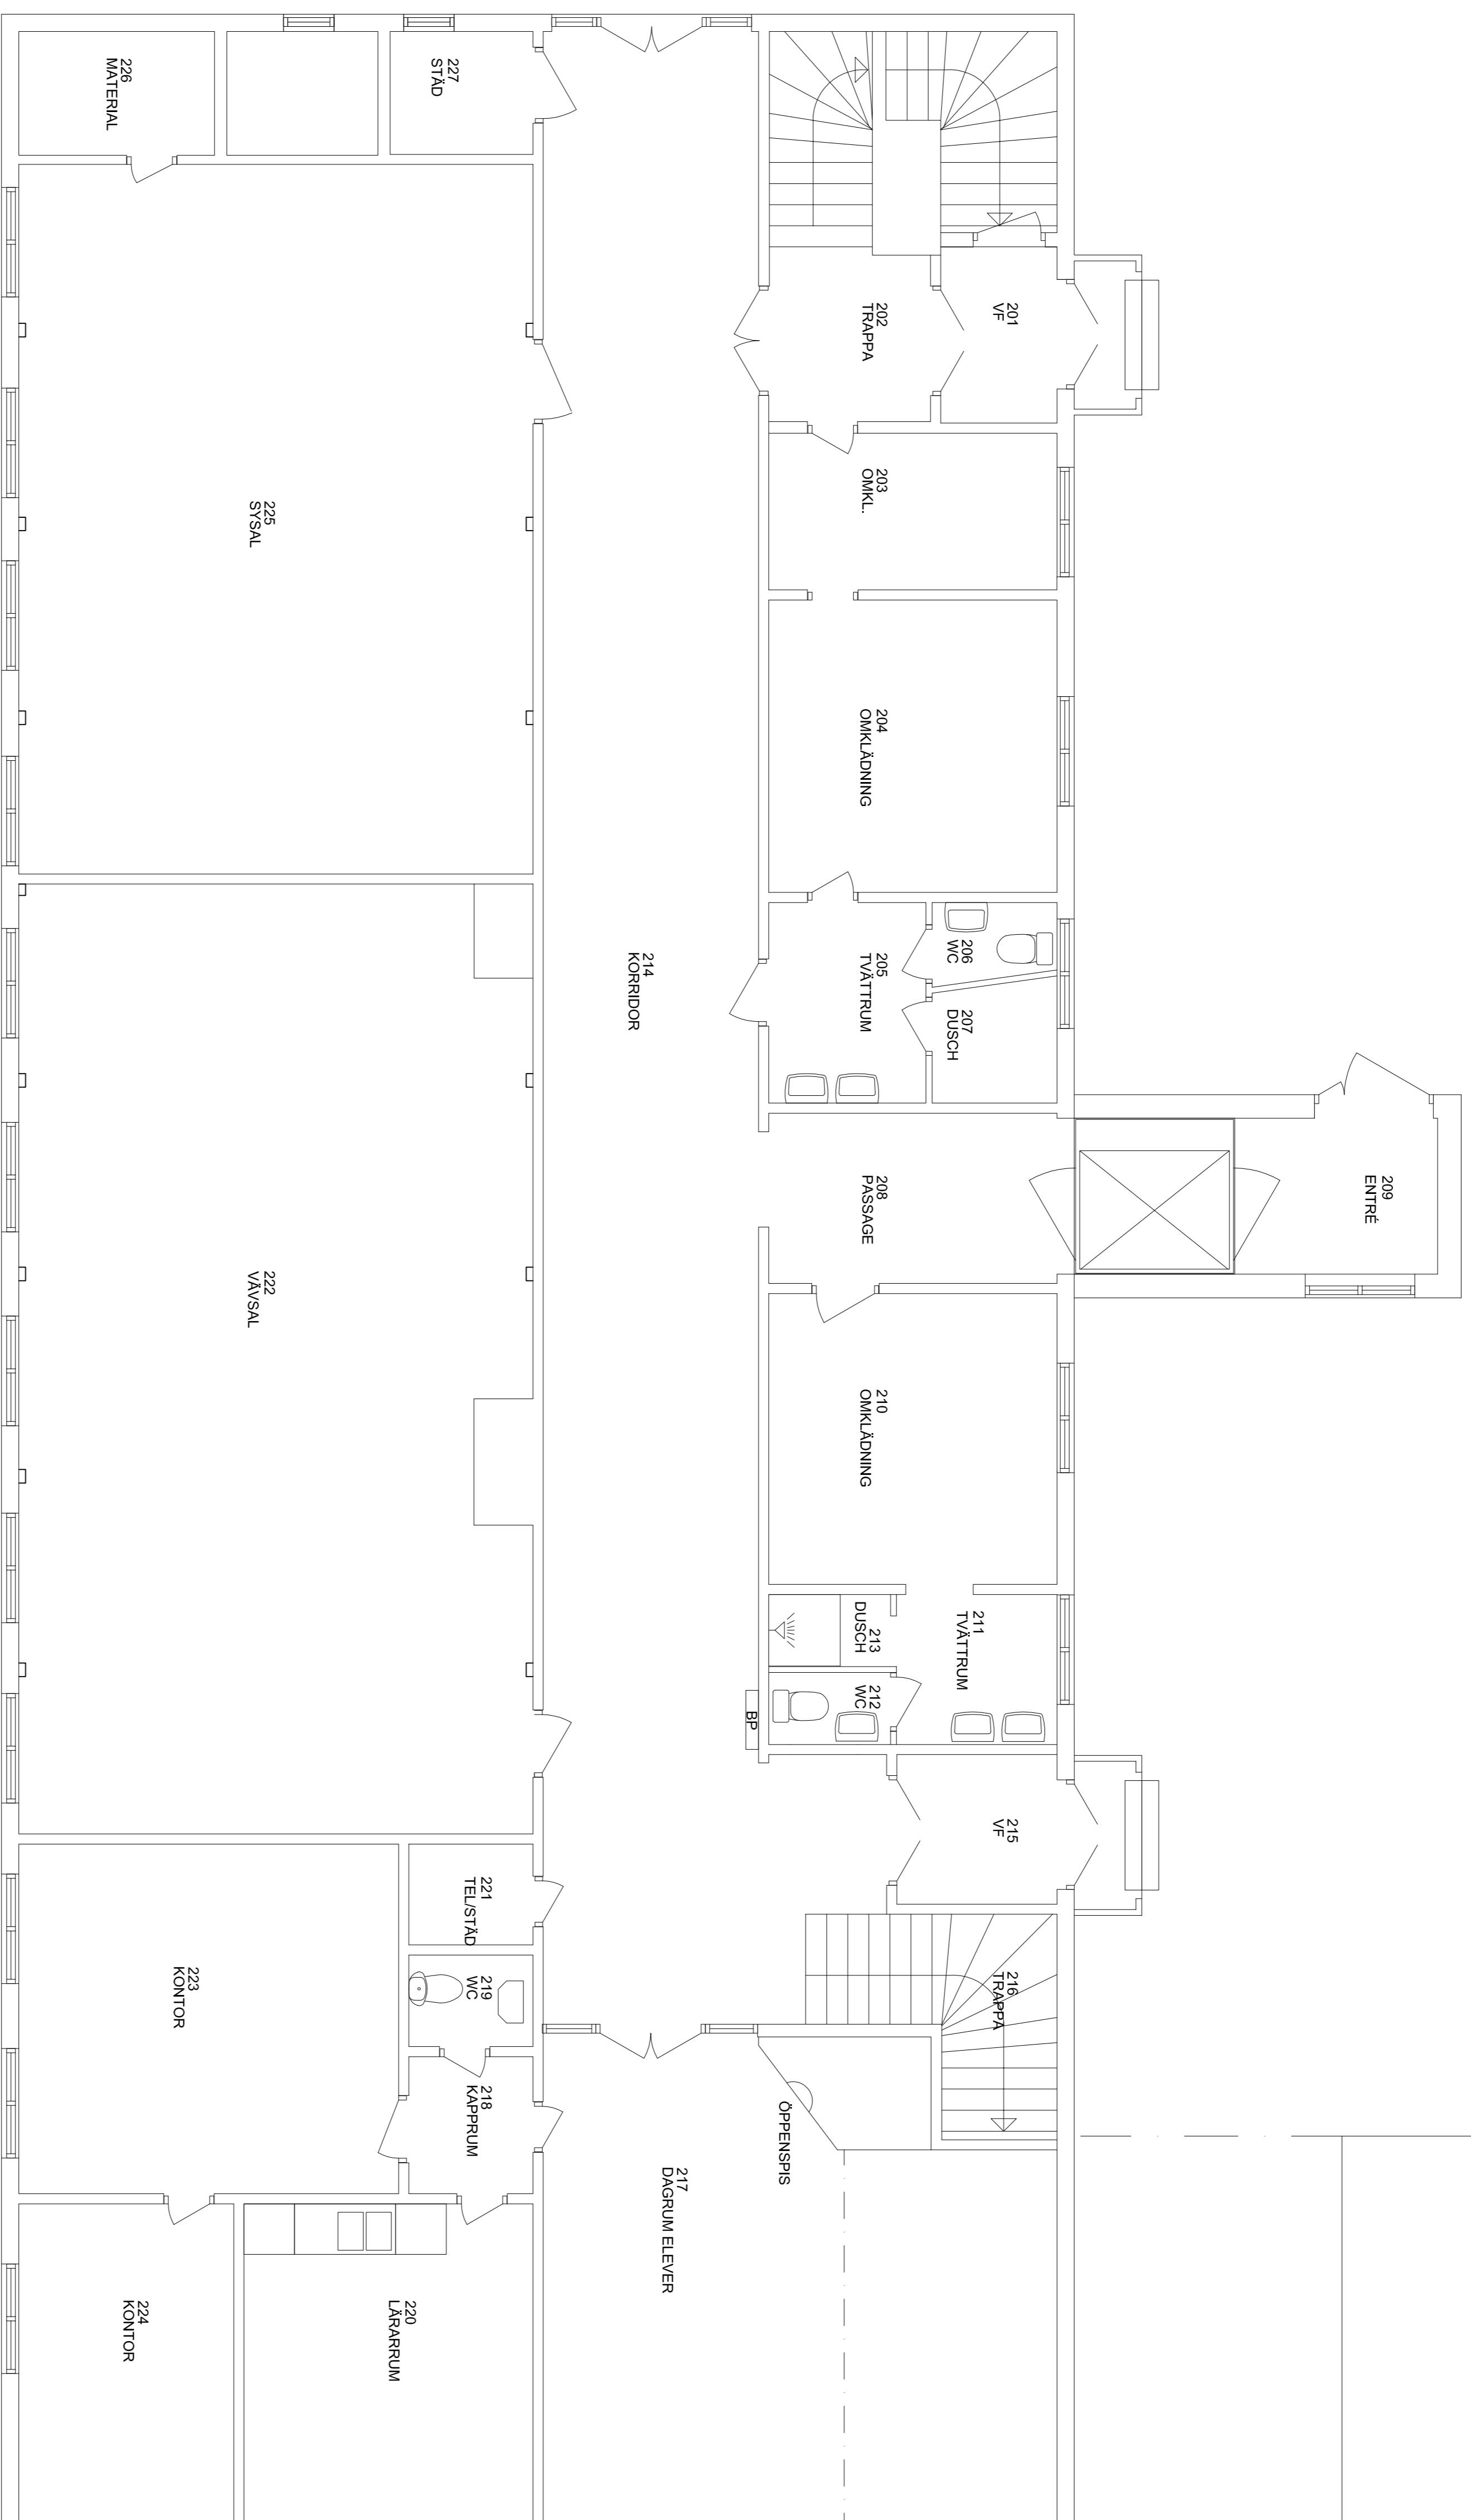 226
MATERIAL
227
STÄD
201
VF
202
TRAPPA
203
OMKL.
225
SYSAL
204
OMKLÄDNING
214
KORRIDOR
205
TVÄTTRUM
206
WC
207
DUSCH
208
PASSAGE
209
ENTRÉ
222
VÄVSAL
210
OMKLÄDNING
213
DUSCH
211
TVÄTTRUM
212
WC
BP
215
VF
221
TEL/STÄD
223
KONTOR
219
WC
216
TRAPPA
218
KAPPRUM
ÖPPENSPIS
217
DAGRUM ELEVER
224
KONTOR
220
LÄRARRUM